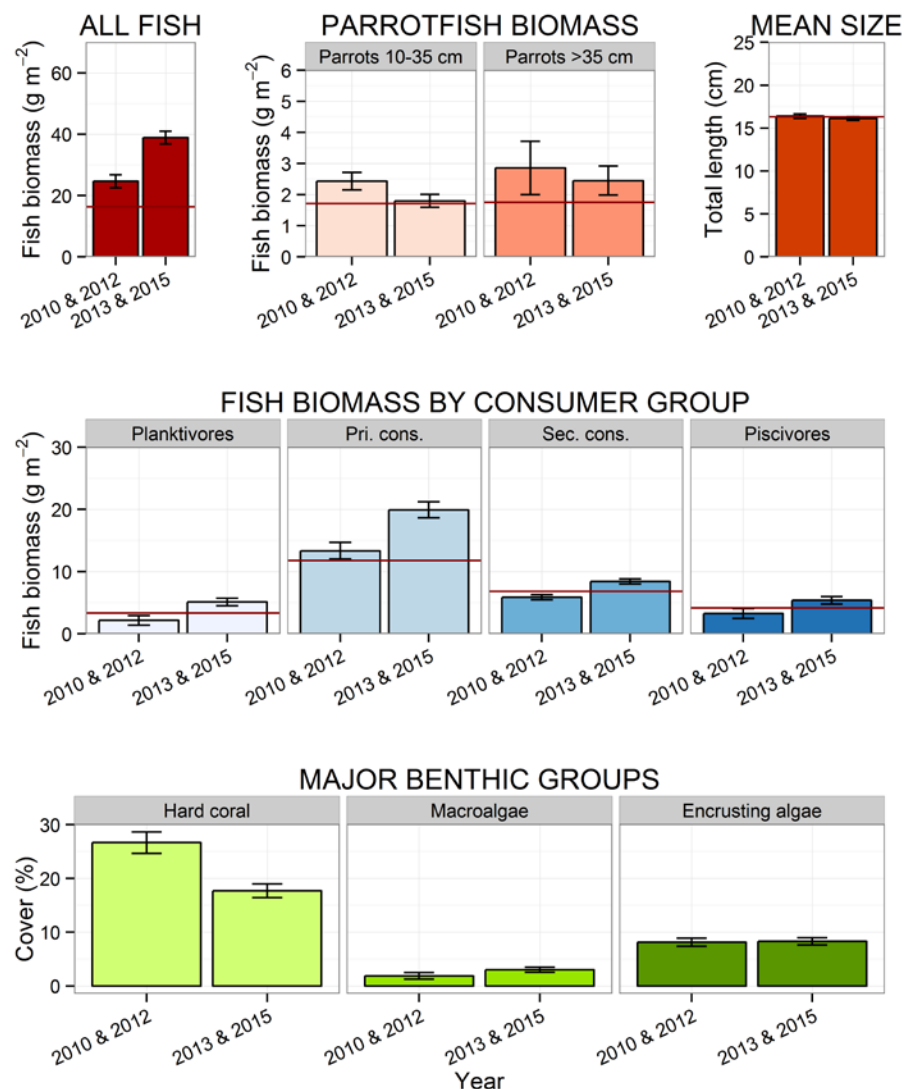 ALL FISH
Fish biomass (g m⁻²)
60
40
20
0
2010 & 2012
2013 & 2015
PARROTFISH BIOMASS
Parrots 10-35 cm
Parrots >35 cm
Fish biomass (g m⁻²)
6
5
4
3
2
1
0
2010 & 2012
2013 & 2015
2010 & 2012
2013 & 2015
MEAN SIZE
Total length (cm)
25
20
15
10
5
0
2010 & 2012
2013 & 2015
FISH BIOMASS BY CONSUMER GROUP
Planktivores
Pri. cons.
Sec. cons.
Piscivores
Fish biomass (g m⁻²)
30
20
10
0
2010 & 2012
2013 & 2015
2010 & 2012
2013 & 2015
2010 & 2012
2013 & 2015
2010 & 2012
2013 & 2015
MAJOR BENTHIC GROUPS
Hard coral
Macroalgae
Encrusting algae
Cover (%)
30
20
10
0
2010 & 2012
2013 & 2015
2010 & 2012
2013 & 2015
2010 & 2012
2013 & 2015
Year